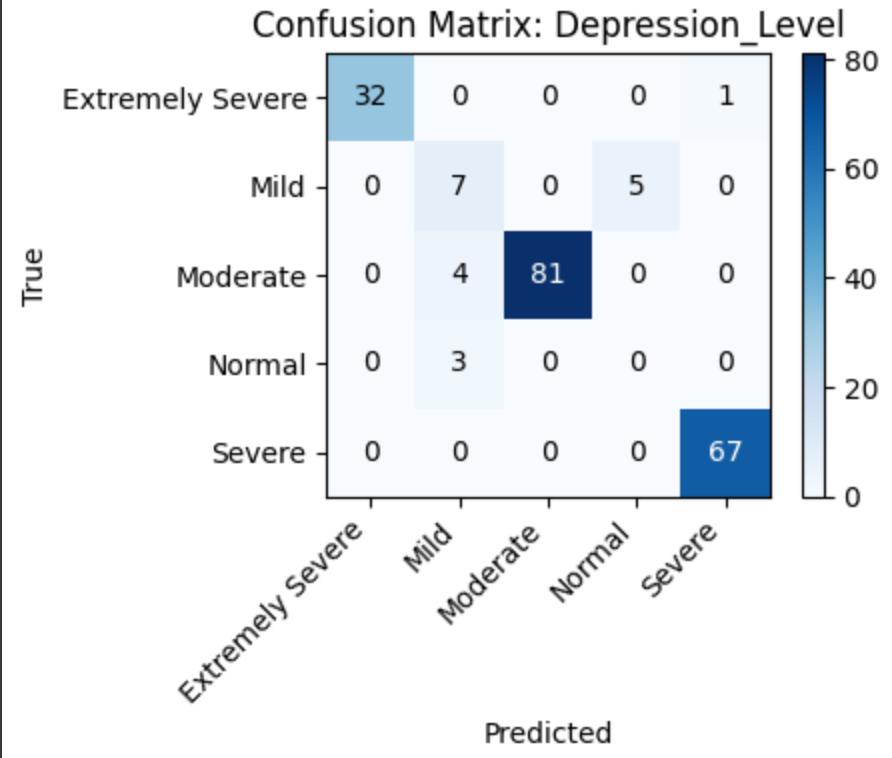 Confusion Matrix: Depression_Level
True
Extremely Severe 32 0 0 0 1
Mild 0 7 0 5 0
Moderate 0 4 81 0 0
Normal 0 3 0 0 0
Severe 0 0 0 0 67
Extremely Severe Mild Moderate Normal Severe
Predicted
80
60
40
20
0